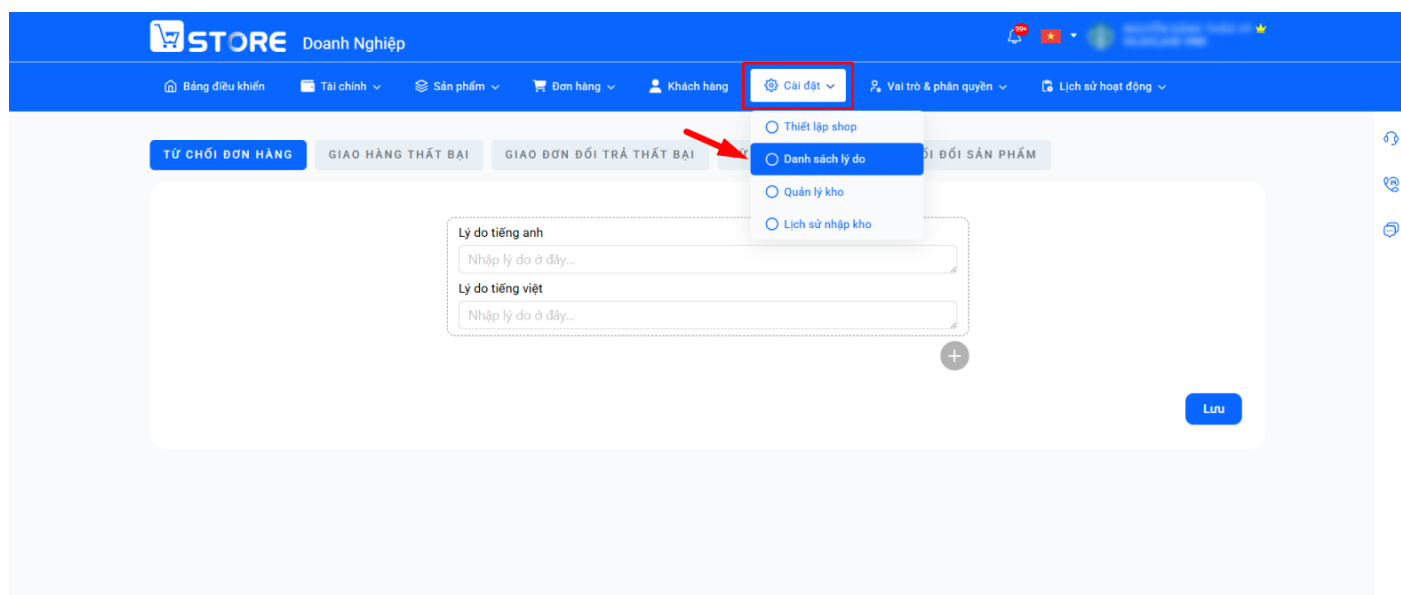 STORE Doanh Nghiệp
99+
Bảng điều khiển Tài chính Sản phẩm Đơn hàng Khách hàng Cài đặt Vai trò & phân quyền Lịch sử hoạt động
Thiết lập shop
Danh sách lý do
Quản lý kho
Lịch sử nhập kho
TỪ CHỐI ĐƠN HÀNG GIAO HÀNG THẤT BẠI GIAO ĐƠN ĐỔI TRẢ THẤT BẠI ĐỔI SẢN PHẨM
Lý do tiếng anh
Nhập lý do ở đây...
Lý do tiếng việt
Nhập lý do ở đây...
Lưu